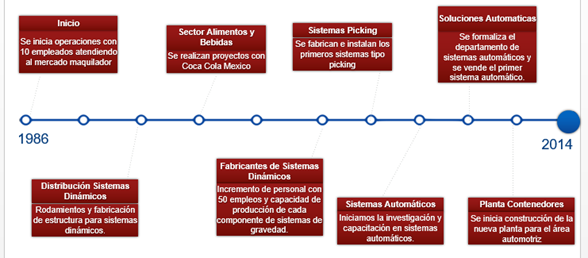 Inicio
Se inicia operaciones con
10 empleados atendiendo
al mercado maquilador
Sector Alimentos y
Bebidas
Se realizan proyectos con
Coca Cola Mexico
Sistemas Picking
Se fabrican e instalan los
primeros sistemas tipo
picking
Soluciones Automaticas
Se formaliza el
departamento de
sistemas automáticos y
se vende el primer
sistema automático.
1986
2014
Distribución Sistemas
Dinámicos
Rodamientos y fabricación
de estructura para sistemas
dinámicos.
Fabricantes de Sistemas
Dinámicos
Incremento de personal con
50 empleos y capacidad de
producción de cada
componente de sistemas de
gravedad.
Sistemas Automáticos
Iniciamos la investigación y
capacitación en sistemas
automáticos.
Planta Contenedores
Se inicia construcción de la
nueva planta para el área
automotriz